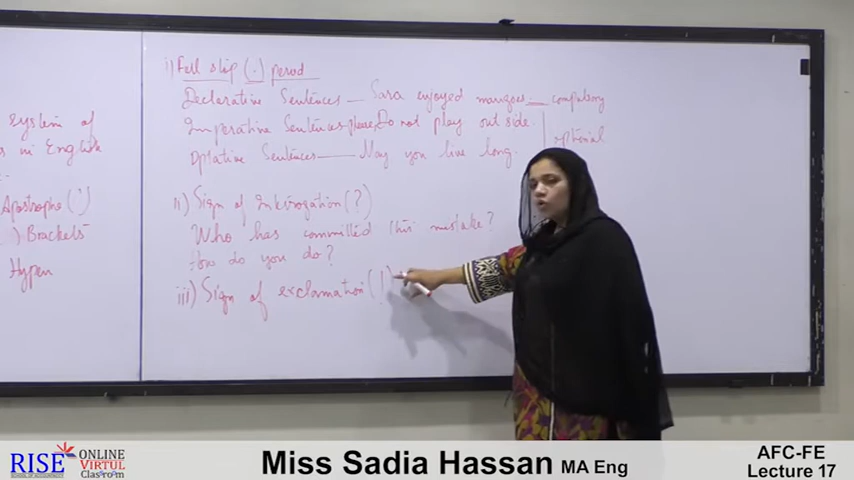 system of
s in English
Apostrophe (')
) Brackets
Hypen
i) Full stop (.) period
Declarative Sentences — Sara enjoyed mangoes — compulsory
Imperative Sentences please, Do not play out side.
optional
Optative Sentences — May you live long.
ii) Sign of Interrogation (?)
Who has committed this mistake?
How do you do?
iii) Sign of exclamation (!)
RISE ONLINE VIRTUL ClassrOom
SCHOOL OF ACCOUNTANCY
Miss Sadia Hassan MA Eng
AFC-FE
Lecture 17